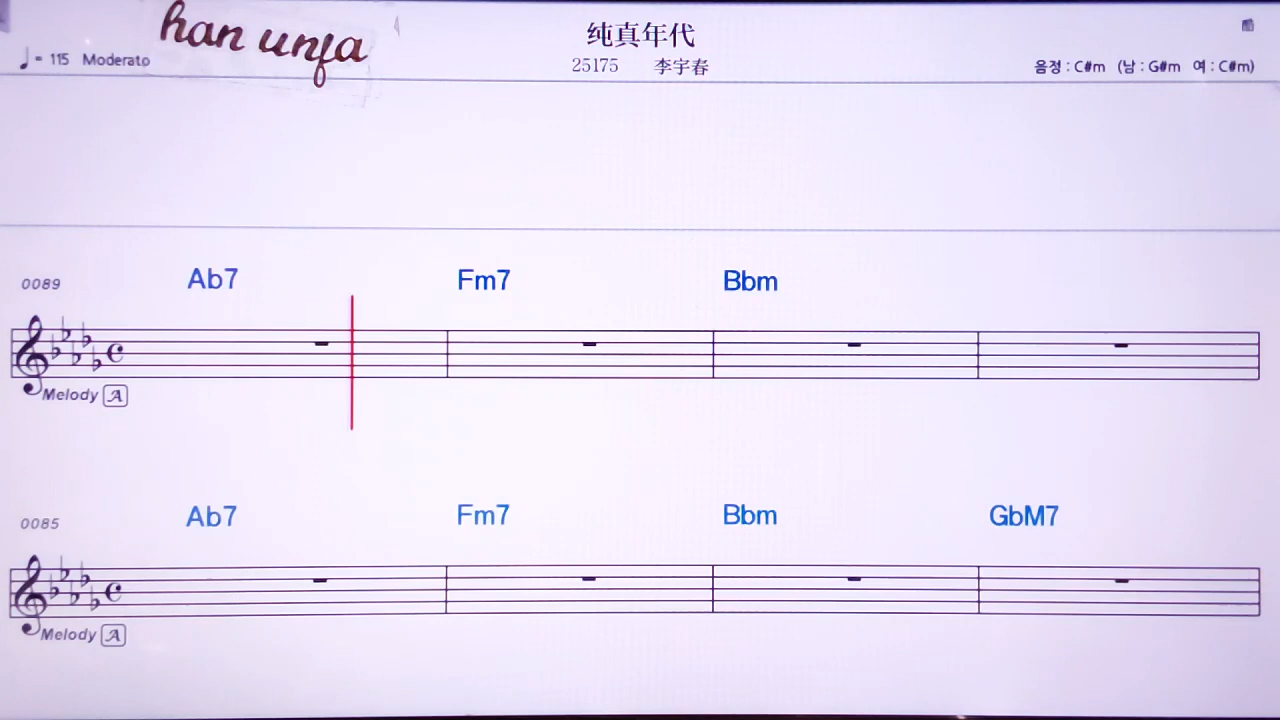 han unja
纯真年代
♩ = 115 Moderato
25175 李宇春
음정 : C#m (남 : G#m 여 : C#m)
0089 Ab7 Fm7 Bbm
Melody A
0085 Ab7 Fm7 Bbm GbM7
Melody A